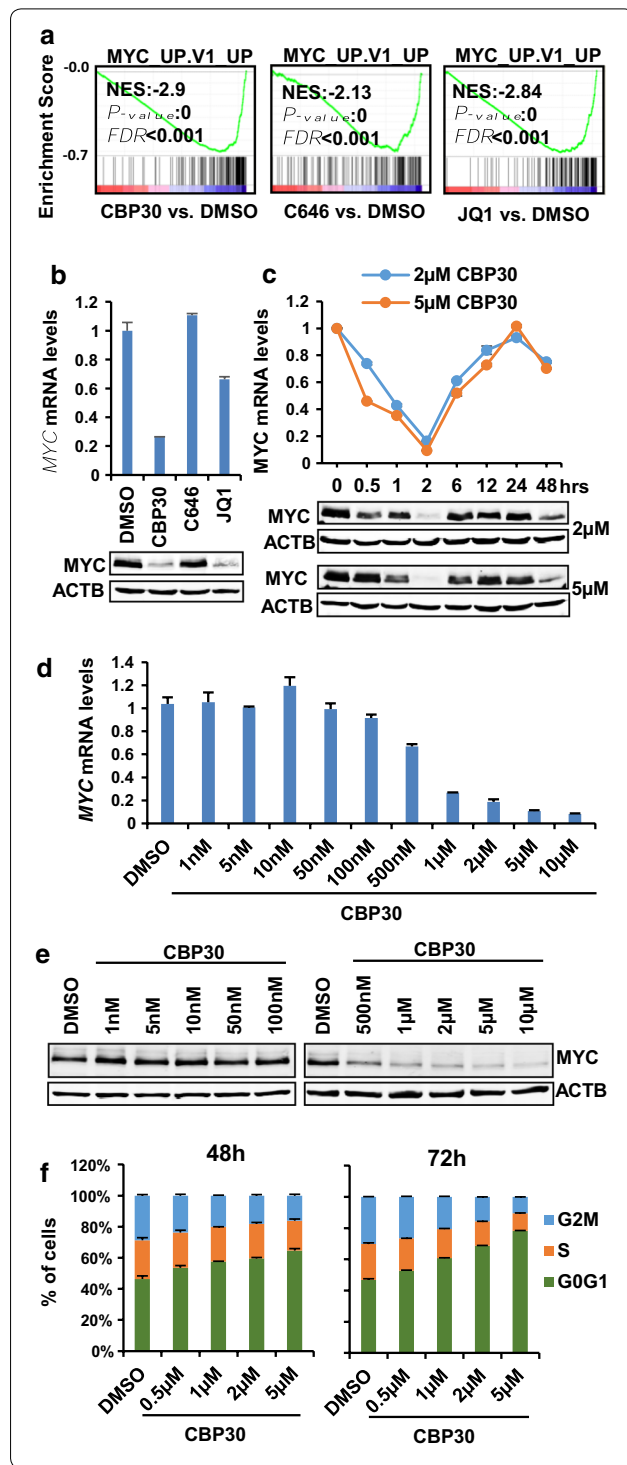 a
MYC_UP.V1_UP MYC_UP.V1_UP MYC_UP.V1_UP
Enrichment Score
-0.0
-0.7
NES:-2.9 NES:-2.13 NES:-2.84
P-value:0 P-value:0 P-value:0
FDR<0.001 FDR<0.001 FDR<0.001
CBP30 vs. DMSO C646 vs. DMSO JQ1 vs. DMSO
b
MYC mRNA levels
1.2
1
0.8
0.6
0.4
0.2
0
DMSO CBP30 C646 JQ1
MYC
ACTB
c
2µM CBP30
5µM CBP30
MYC mRNA levels
1.2
1
0.8
0.6
0.4
0.2
0
0 0.5 1 2 6 12 24 48 hrs
MYC
ACTB
2µM
MYC
ACTB
5µM
d
MYC mRNA levels
1.4
1.2
1
0.8
0.6
0.4
0.2
0
DMSO 1nM 5nM 10nM 50nM 100nM 500nM 1µM 2µM 5µM 10µM
CBP30
e
CBP30 CBP30
DMSO 1nM 5nM 10nM 50nM 100nM DMSO 500nM 1µM 2µM 5µM 10µM
MYC
ACTB
f
48h 72h
% of cells
120%
100%
80%
60%
40%
20%
0%
G2M
S
G0G1
DMSO 0.5µM 1µM 2µM 5µM DMSO 0.5µM 1µM 2µM 5µM
CBP30 CBP30